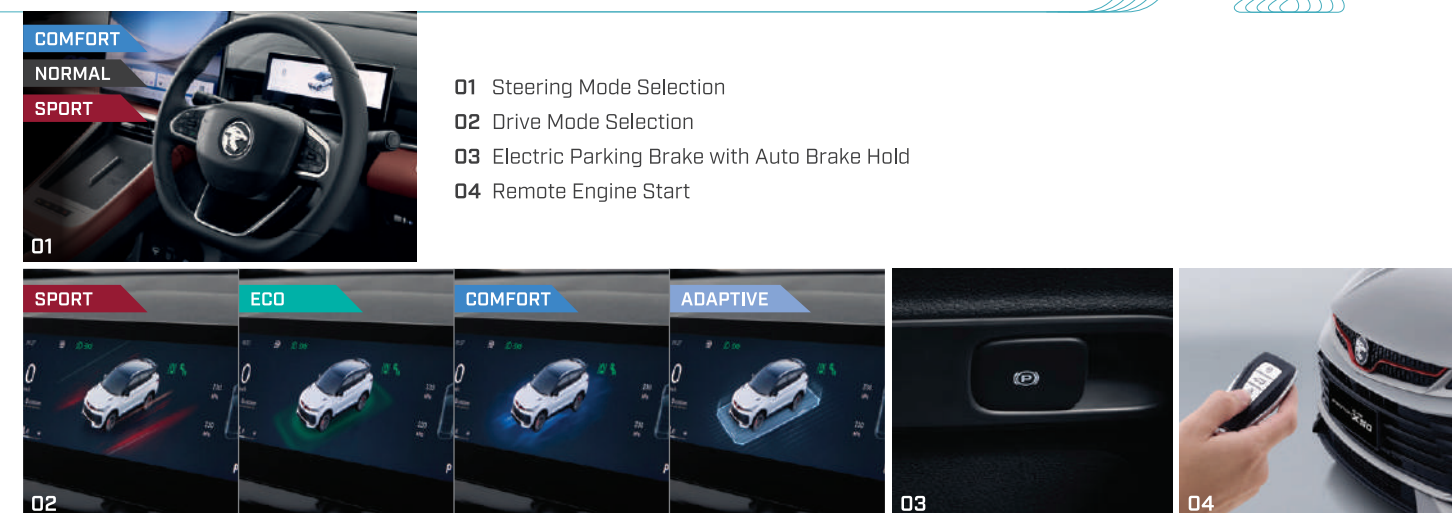 COMFORT
NORMAL
SPORT
01
01 Steering Mode Selection
02 Drive Mode Selection
03 Electric Parking Brake with Auto Brake Hold
04 Remote Engine Start
SPORT
ECO
COMFORT
ADAPTIVE
02
03
04